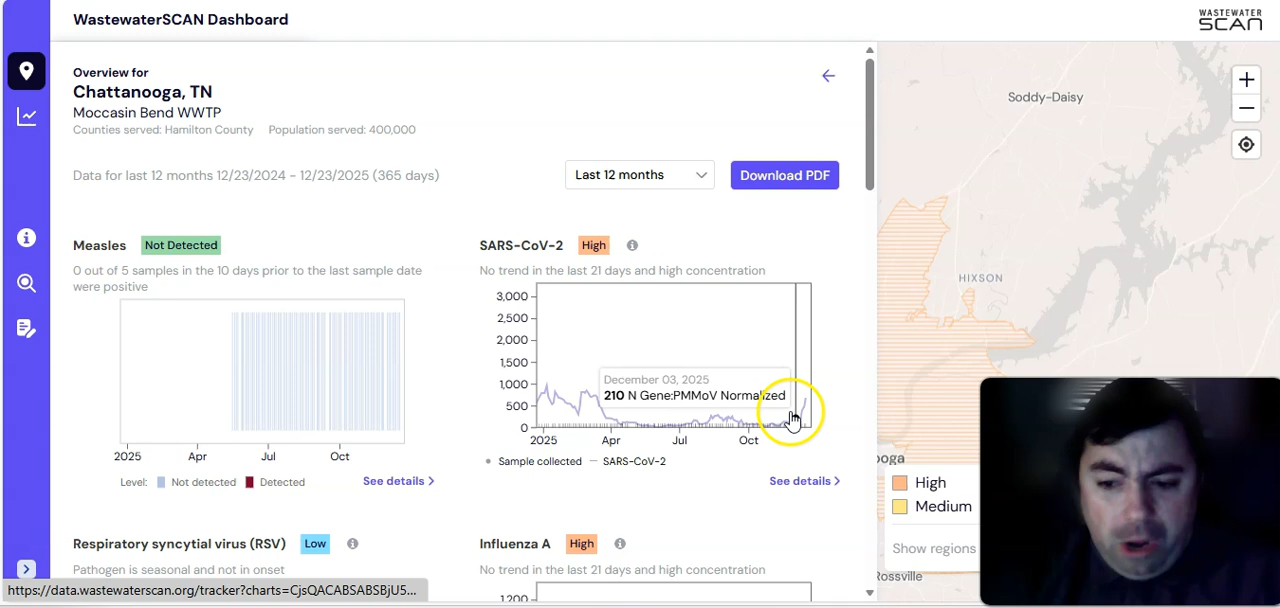 WastewaterSCAN Dashboard
WASTEWATER
SCAN
Overview for
Chattanooga, TN
Moccasin Bend WWTP
Counties served: Hamilton County Population served: 400,000
Data for last 12 months 12/23/2024 - 12/23/2025 (365 days)
Last 12 months
Download PDF
Measles Not Detected
0 out of 5 samples in the 10 days prior to the last sample date
were positive
2025 Apr Jul Oct
Level: Not detected Detected
See details
SARS-CoV-2 High
No trend in the last 21 days and high concentration
3,000
2,500
2,000
1,500
1,000
500
0
December 03, 2025
210 N Gene:PMMoV Normalized
2025 Apr Jul Oct
Sample collected SARS-CoV-2
See details
Respiratory syncytial virus (RSV) Low
Pathogen is seasonal and not in onset
Influenza A High
No trend in the last 21 days and high concentration
1,200
https://data.wastewaterscan.org/tracker?charts=CjsQACABSABSBjU5...
Soddy-Daisy
HIXSON
ooga
High
Medium
Show regions
Rossville